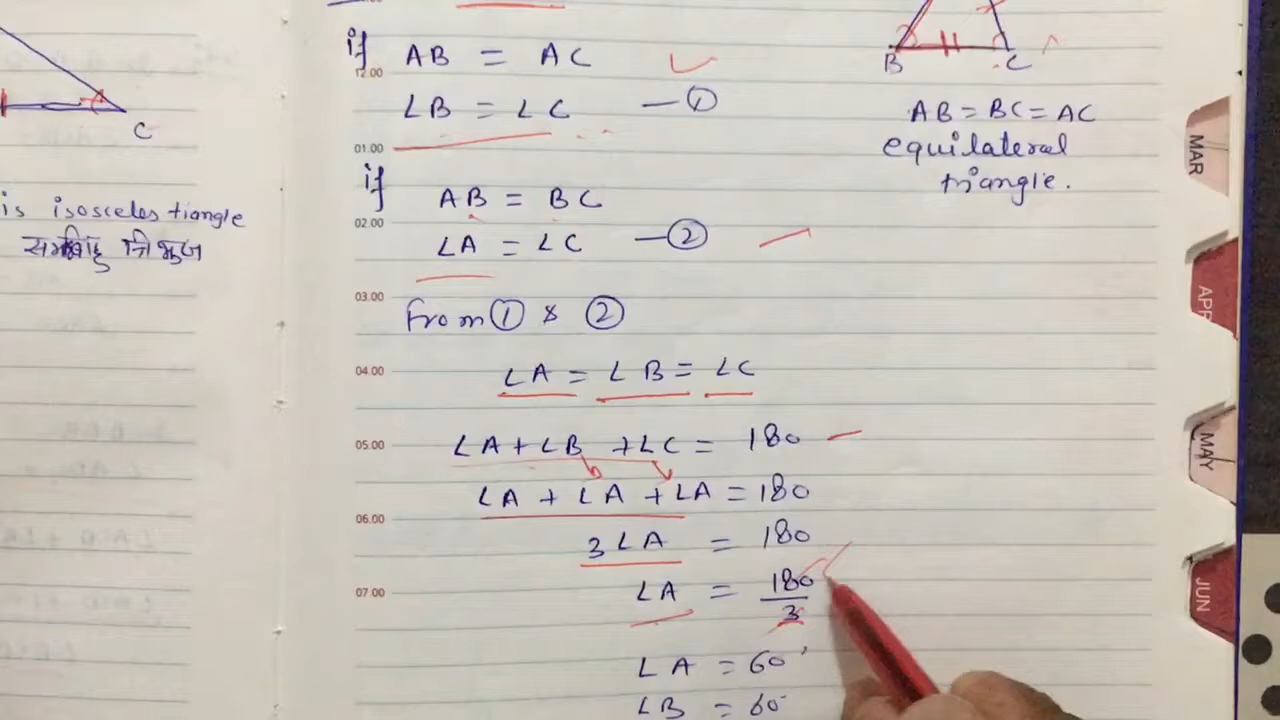 C
is isosceles tiangle
समद्विबाहु त्रिभुज
if AB = AC
12.00
∠B = ∠C —①
01.00
if
AB = BC
02.00
∠A = ∠C —②
03.00
From ① & ②
04.00
∠A = ∠B = ∠C
05.00
∠A + ∠B + ∠C = 180
∠A + ∠A + ∠A = 180
06.00
3∠A = 180
07.00
∠A = 180/3
∠A = 60°
∠B = 60°
B C
AB = BC = AC
equilateral
triangle.
MAR
APR
MAY
JUN